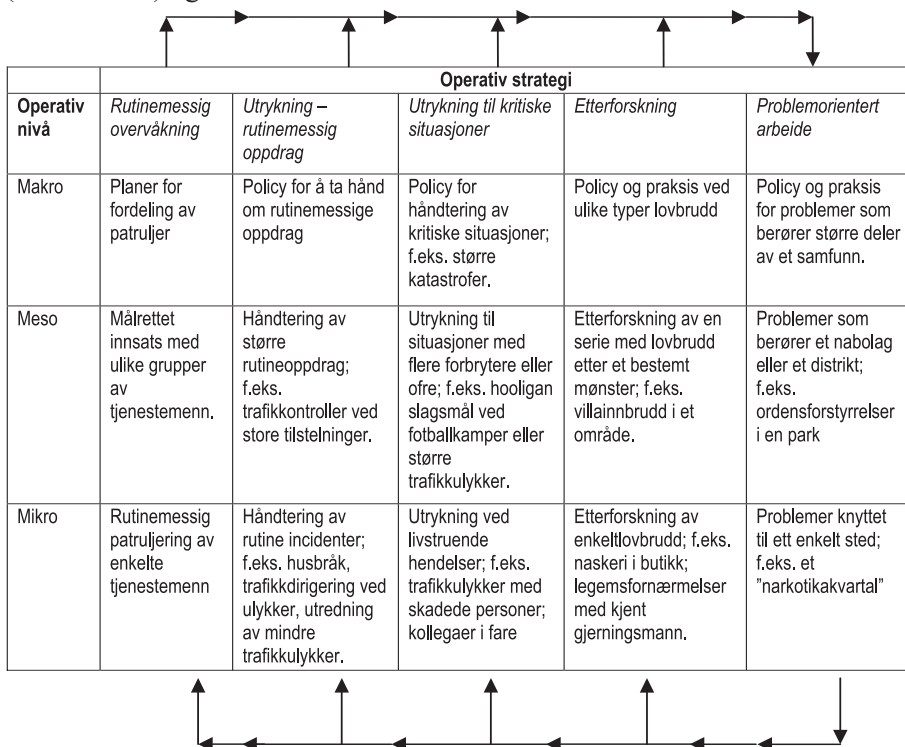 Operativ strategi
Operativ
nivå
Rutinemessig
overvåkning
Utrykning –
rutinemessig
oppdrag
Utrykning til kritiske
situasjoner
Etterforskning
Problemorientert
arbeide
Makro
Planer for
fordeling av
patruljer
Policy for å ta hånd
om rutinemessige
oppdrag
Policy for
håndtering av
kritiske situasjoner;
f.eks. større
katastrofer.
Policy og praksis ved
ulike typer lovbrudd
Policy og praksis
for problemer som
berører større deler
av et samfunn.
Meso
Målrettet
innsats med
ulike grupper
av
tjenestemenn.
Håndtering av
større
rutineoppdrag;
f.eks.
trafikkontroller ved
store tilstelninger.
Utrykning til
situasjoner med
flere forbrytere eller
ofre; f.eks. hooligan
slagsmål ved
fotballkamper eller
større
trafikkulykker.
Etterforskning av en
serie med lovbrudd
etter et bestemt
mønster; f.eks.
villainnbrudd i et
område.
Problemer som
berører et nabolag
eller et distrikt;
f.eks.
ordensforstyrrelser
i en park
Mikro
Rutinemessig
patruljering av
enkelte
tjenestemenn
Håndtering av
rutine incidenter;
f.eks. husbråk,
trafikkdirigering ved
ulykker, utredning
av mindre
trafikkulykker.
Utrykning ved
livstruende
hendelser; f.eks.
trafikkulykker med
skadede personer;
kollegaer i fare
Etterforskning av
enkeltlovbrudd; f.eks.
naskeri i butikk;
legemsfornærmelser
med kjent
gjerningsmann.
Problemer knyttet
til ett enkelt sted;
f.eks. et
”narkotikakvartal”